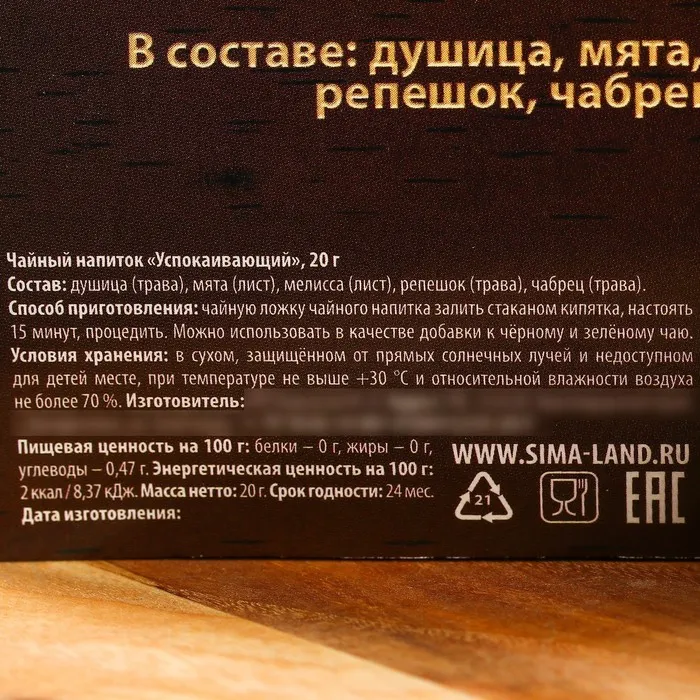 В составе: душица, мята,
репешок, чабрец
Чайный напиток «Успокаивающий», 20 г
Состав: душица (трава), мята (лист), мелисса (лист), репешок (трава), чабрец (трава).
Способ приготовления: чайную ложку чайного напитка залить стаканом кипятка, настоять
15 минут, процедить. Можно использовать в качестве добавки к чёрному и зелёному чаю.
Условия хранения: в сухом, защищённом от прямых солнечных лучей и недоступном
для детей месте, при температуре не выше +30 °С и относительной влажности воздуха
не более 70 %. Изготовитель:
Пищевая ценность на 100 г: белки – 0 г, жиры – 0 г,
углеводы – 0,47 г. Энергетическая ценность на 100 г:
2 ккал / 8,37 кДж. Масса нетто: 20 г. Срок годности: 24 мес.
Дата изготовления:
WWW.SIMA-LAND.RU
21
EAC